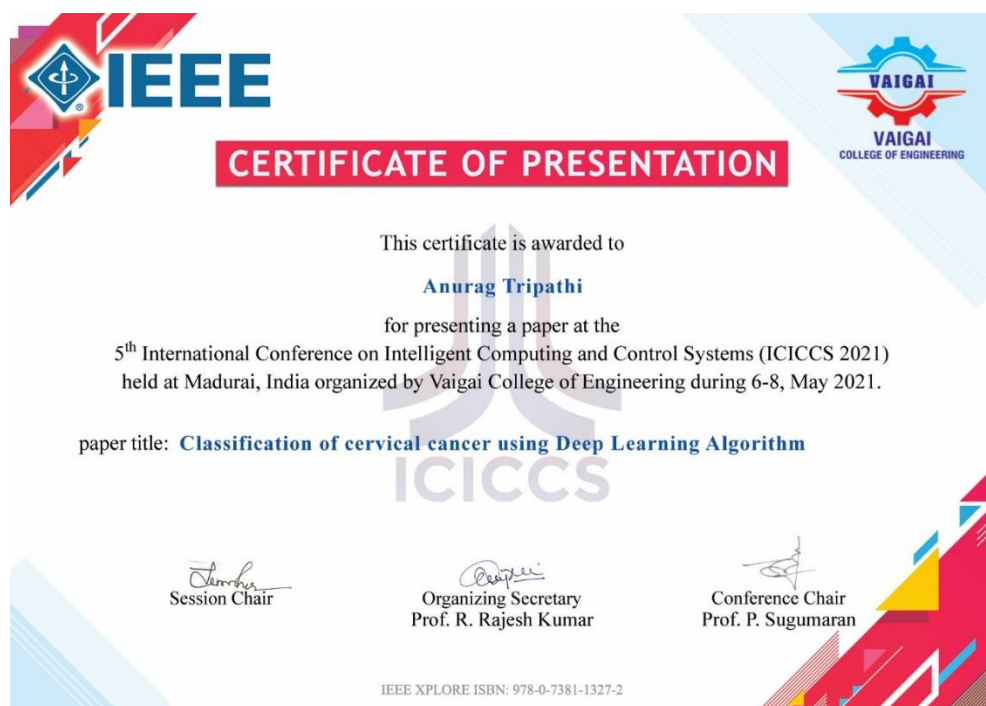 IEEE
VAIGAI
VAIGAI
COLLEGE OF ENGINEERING
CERTIFICATE OF PRESENTATION
This certificate is awarded to
Anurag Tripathi
for presenting a paper at the
5th International Conference on Intelligent Computing and Control Systems (ICICCS 2021)
held at Madurai, India organized by Vaigai College of Engineering during 6-8, May 2021.
paper title: Classification of cervical cancer using Deep Learning Algorithm
ICICCS
Session Chair
Organizing Secretary
Prof. R. Rajesh Kumar
Conference Chair
Prof. P. Sugumaran
IEEE XPLORE ISBN: 978-0-7381-1327-2